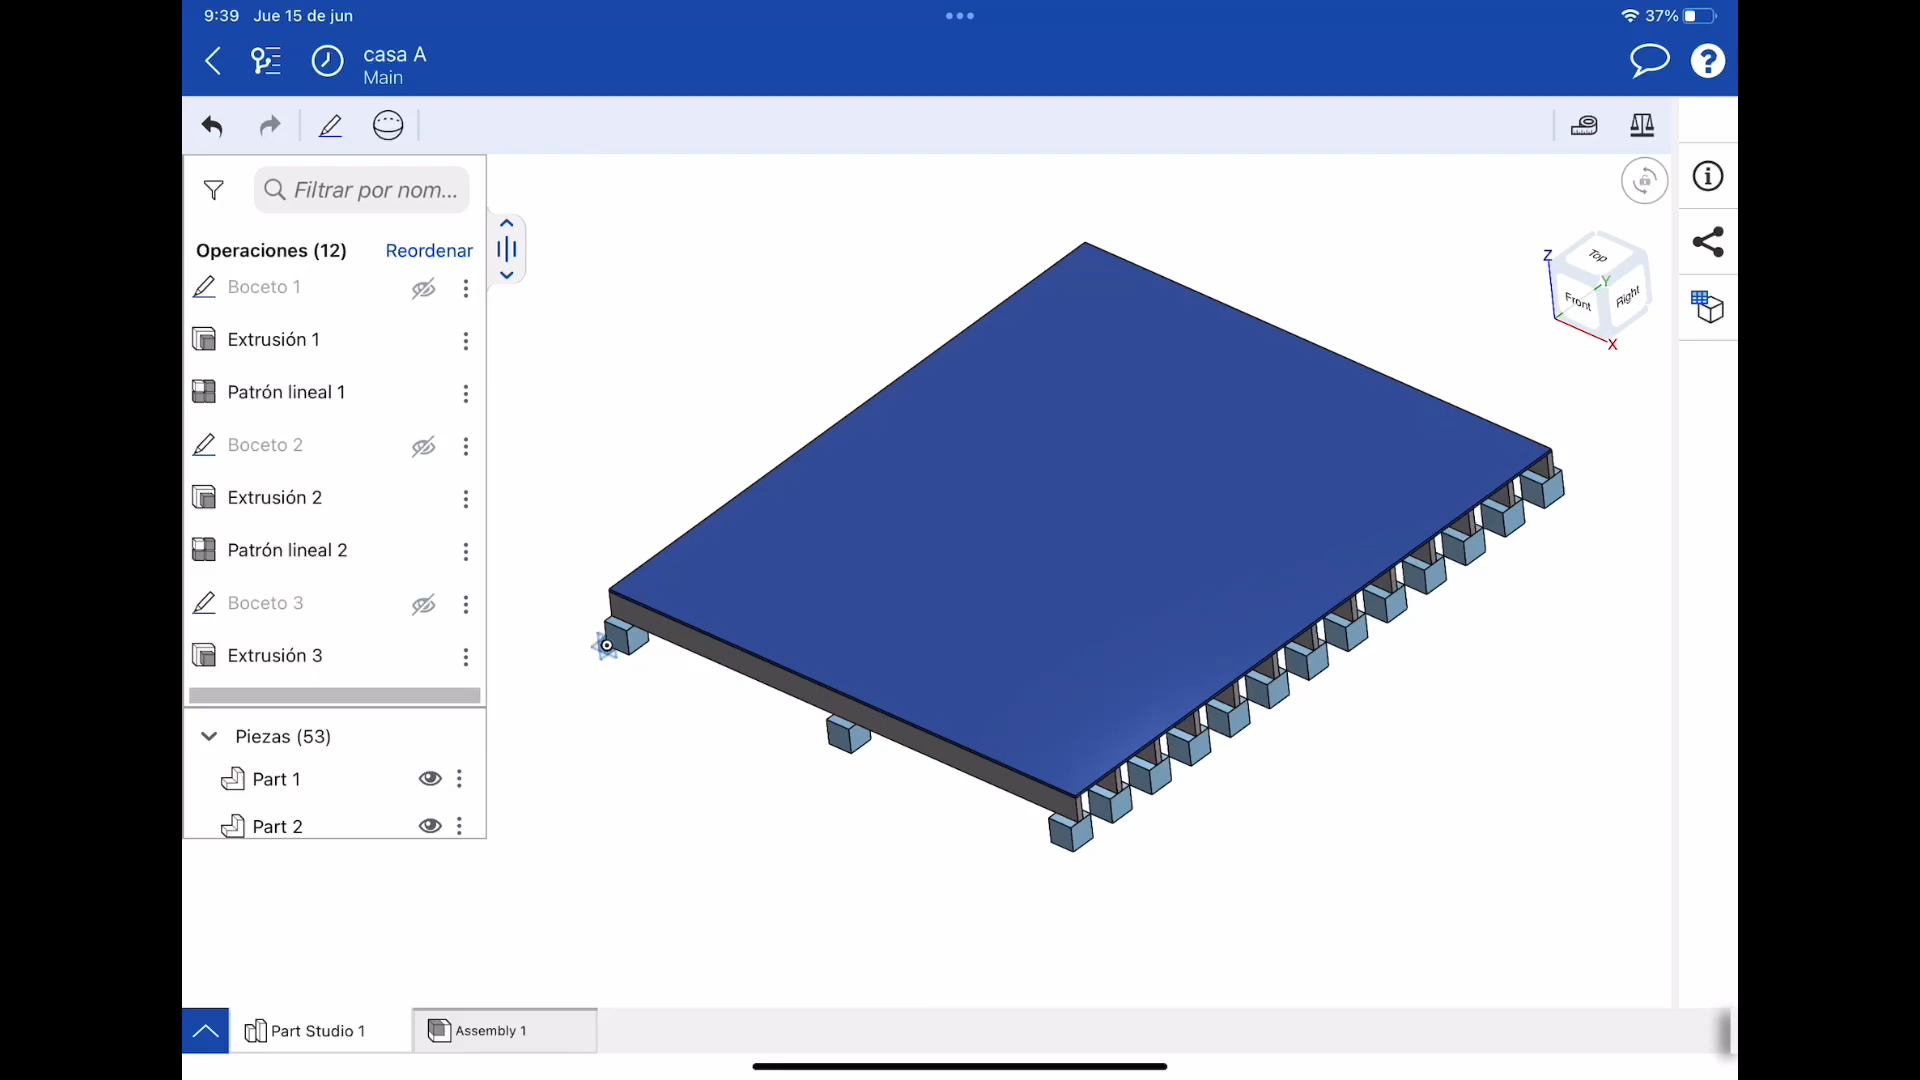 9:39 Jue 15 de jun
37%
casa A
Main
Filtrar por nom...
Operaciones (12) Reordenar
Boceto 1
Extrusión 1
Patrón lineal 1
Boceto 2
Extrusión 2
Patrón lineal 2
Boceto 3
Extrusión 3
Piezas (53)
Part 1
Part 2
Z
Top
Y
Front
Right
X
Part Studio 1
Assembly 1